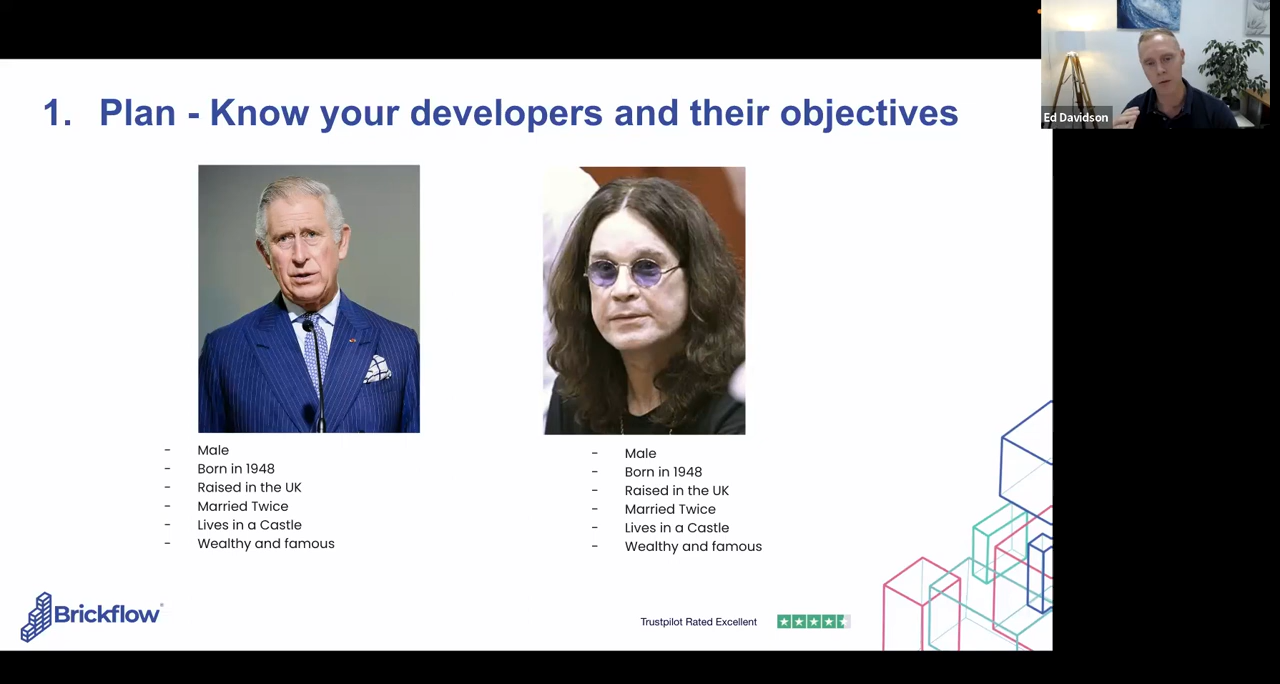 Ed Davidson
1. Plan - Know your developers and their objectives
- Male
- Born in 1948
- Raised in the UK
- Married Twice
- Lives in a Castle
- Wealthy and famous
- Male
- Born in 1948
- Raised in the UK
- Married Twice
- Lives in a Castle
- Wealthy and famous
Brickflow
Trustpilot Rated Excellent